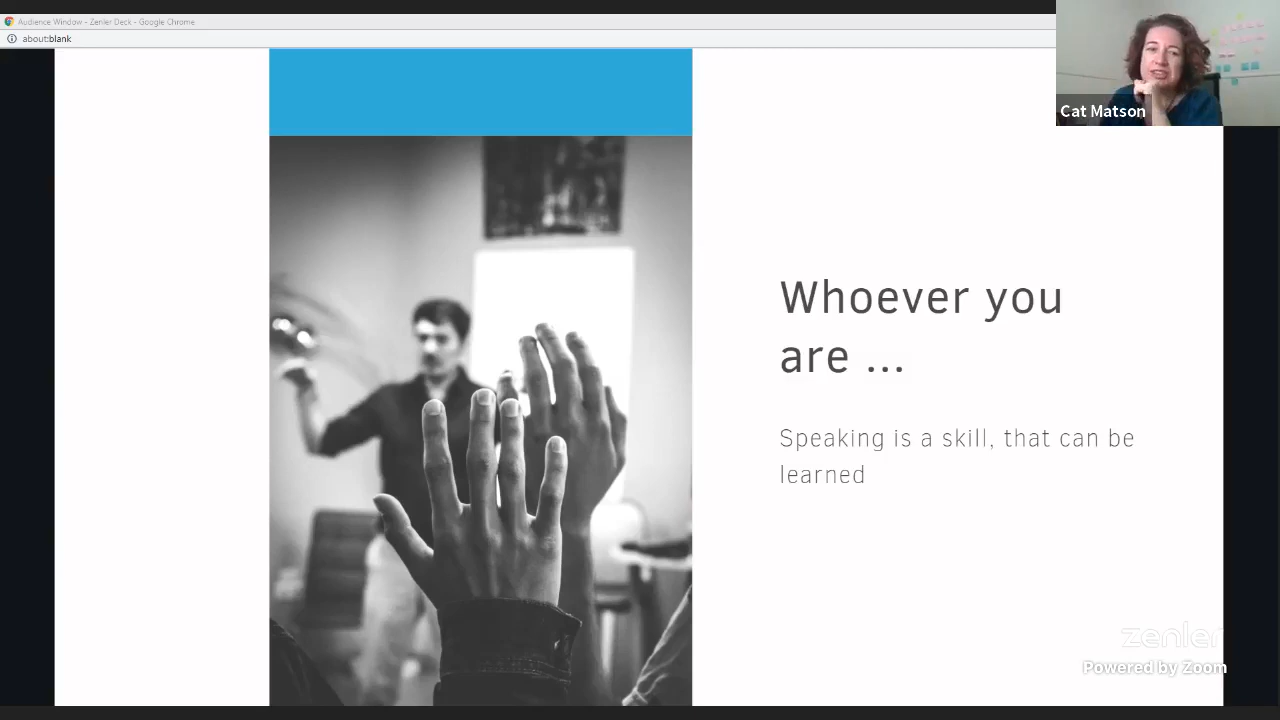 Audience Window - Zenler Deck - Google Chrome
about:blank
Cat Matson
Whoever you
are ...
Speaking is a skill, that can be
learned
zenler
Powered by Zoom